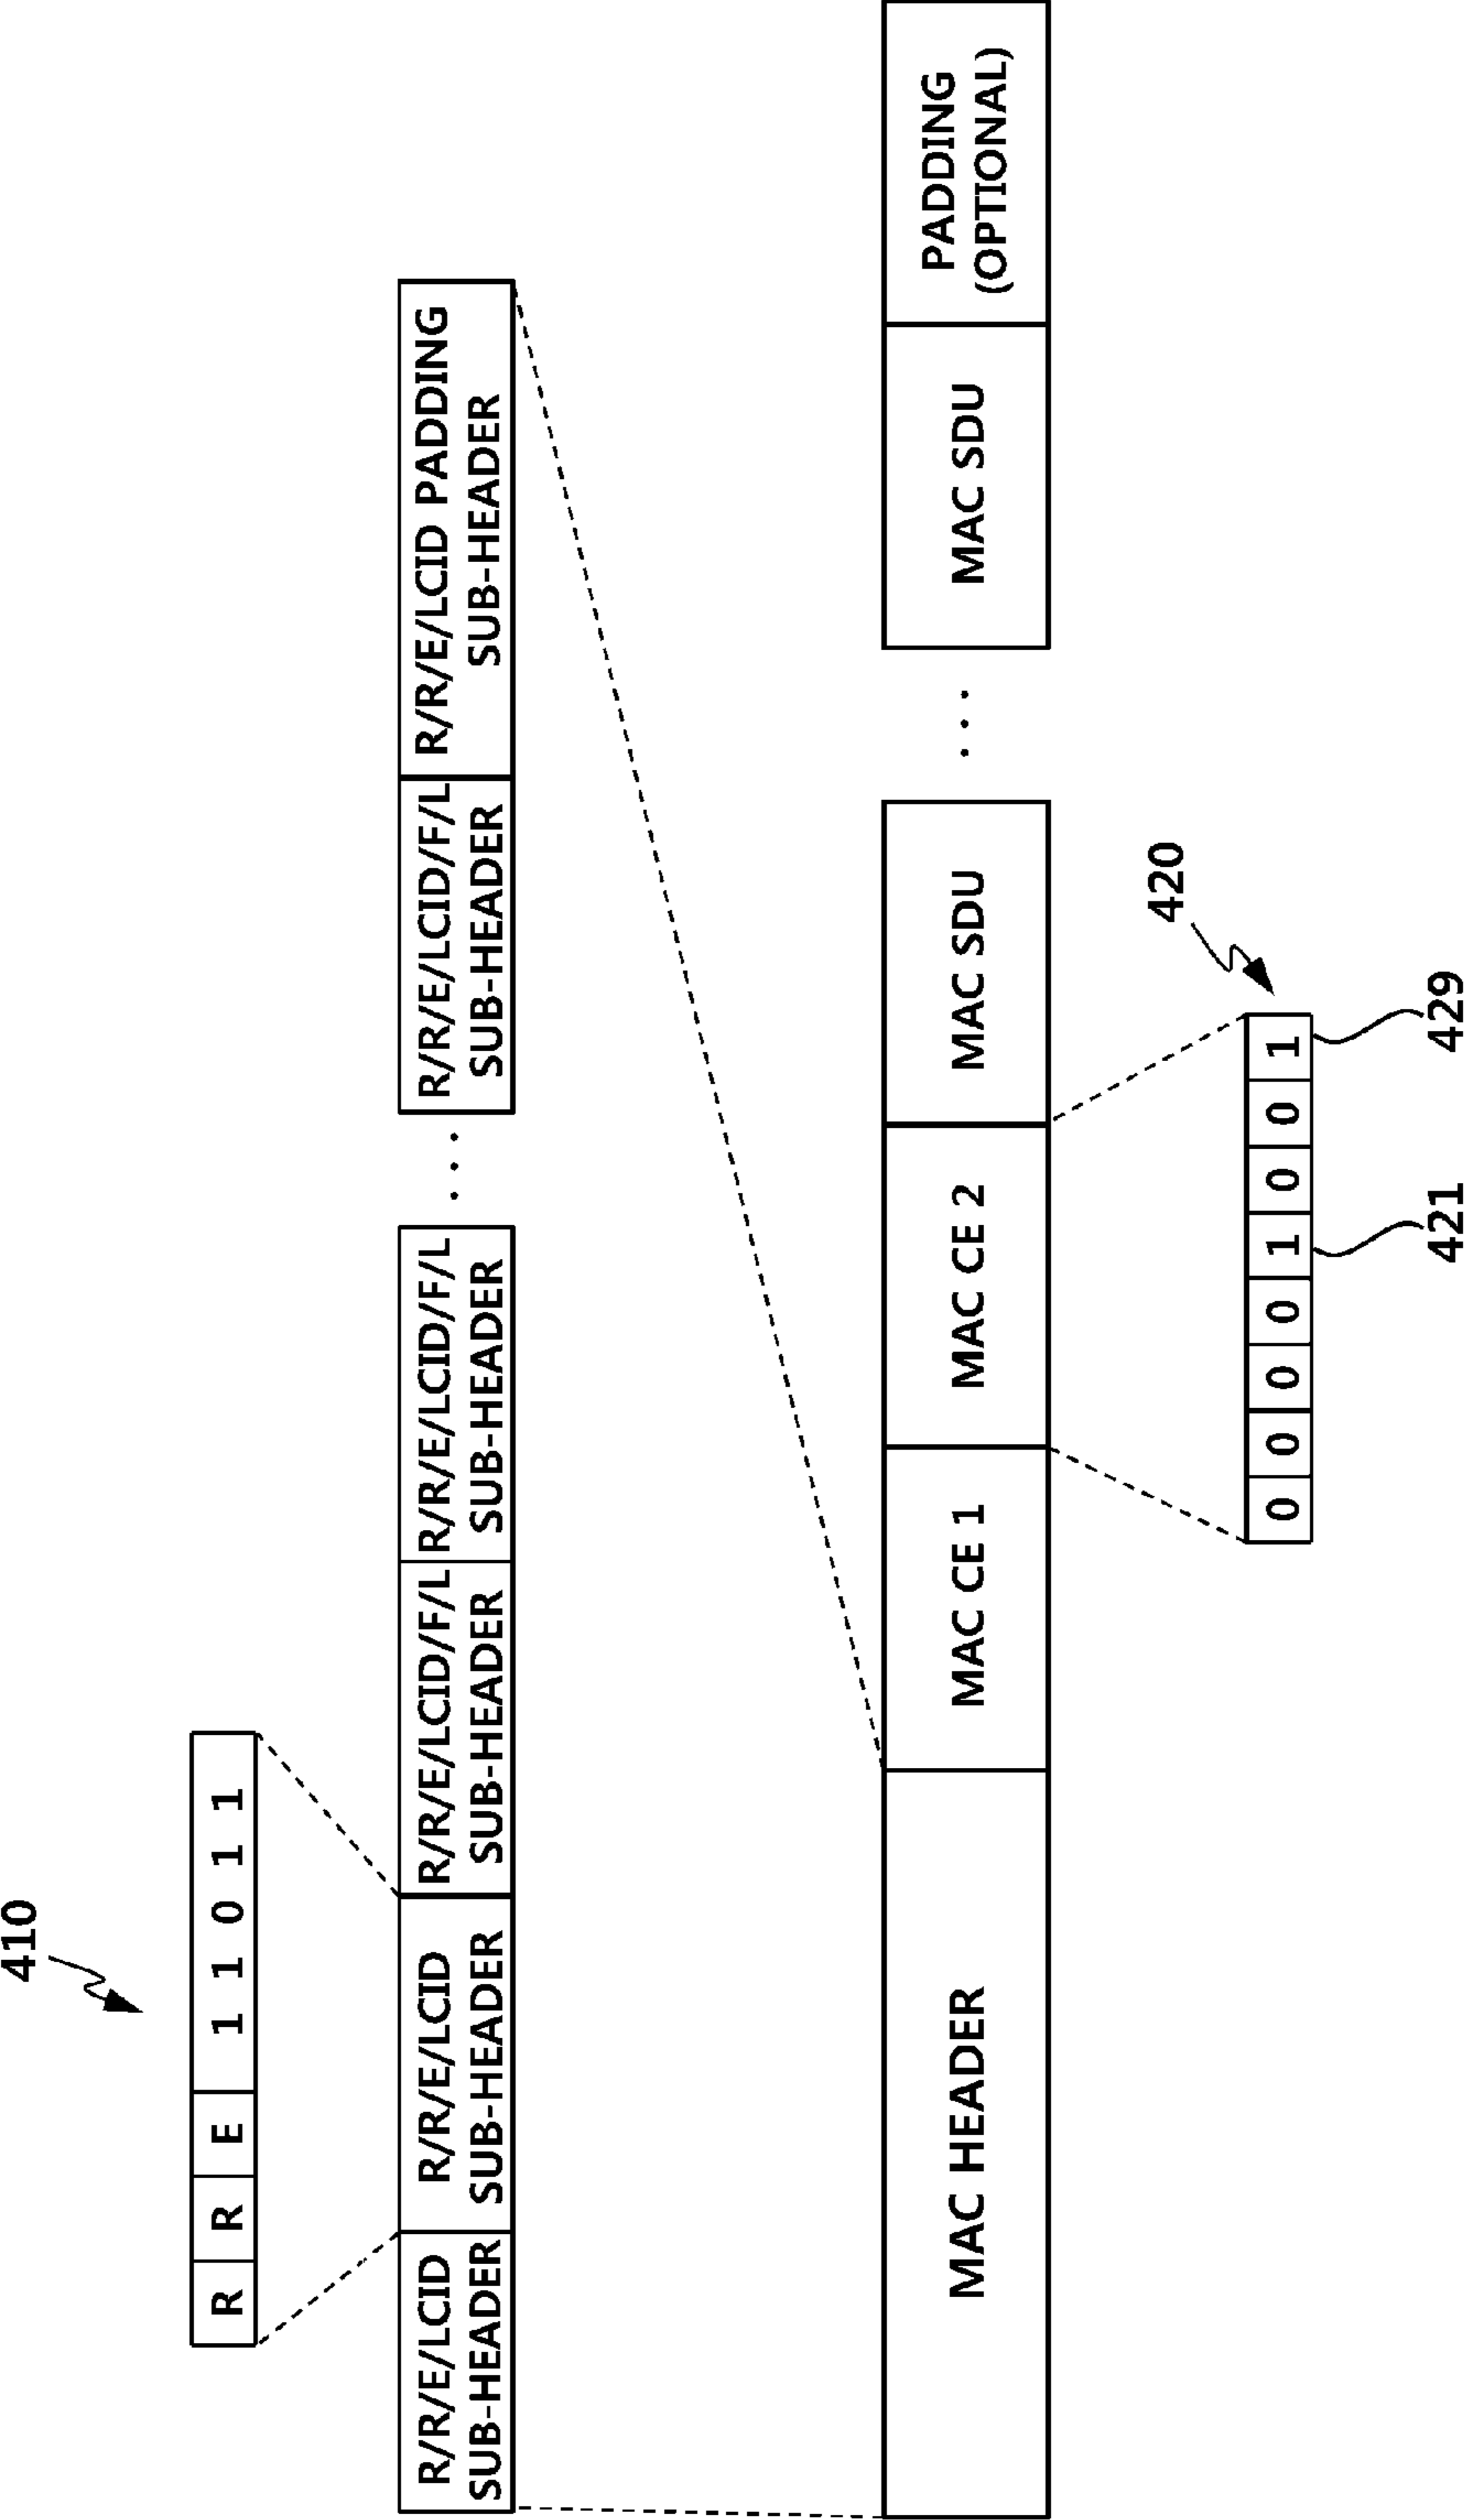 410
R R E 1 1 0 1 1
R/R/E/LCID
SUB-HEADER
R/R/E/LCID
SUB-HEADER
R/R/E/LCID/F/L
SUB-HEADER
R/R/E/LCID/F/L
SUB-HEADER
• • •
R/R/E/LCID/F/L
SUB-HEADER
R/R/E/LCID PADDING
SUB-HEADER
MAC HEADER
MAC CE 1
MAC CE 2
MAC SDU
• • •
MAC SDU
PADDING
(OPTIONAL)
420
0 0 0 0 1 0 0 1
421
429